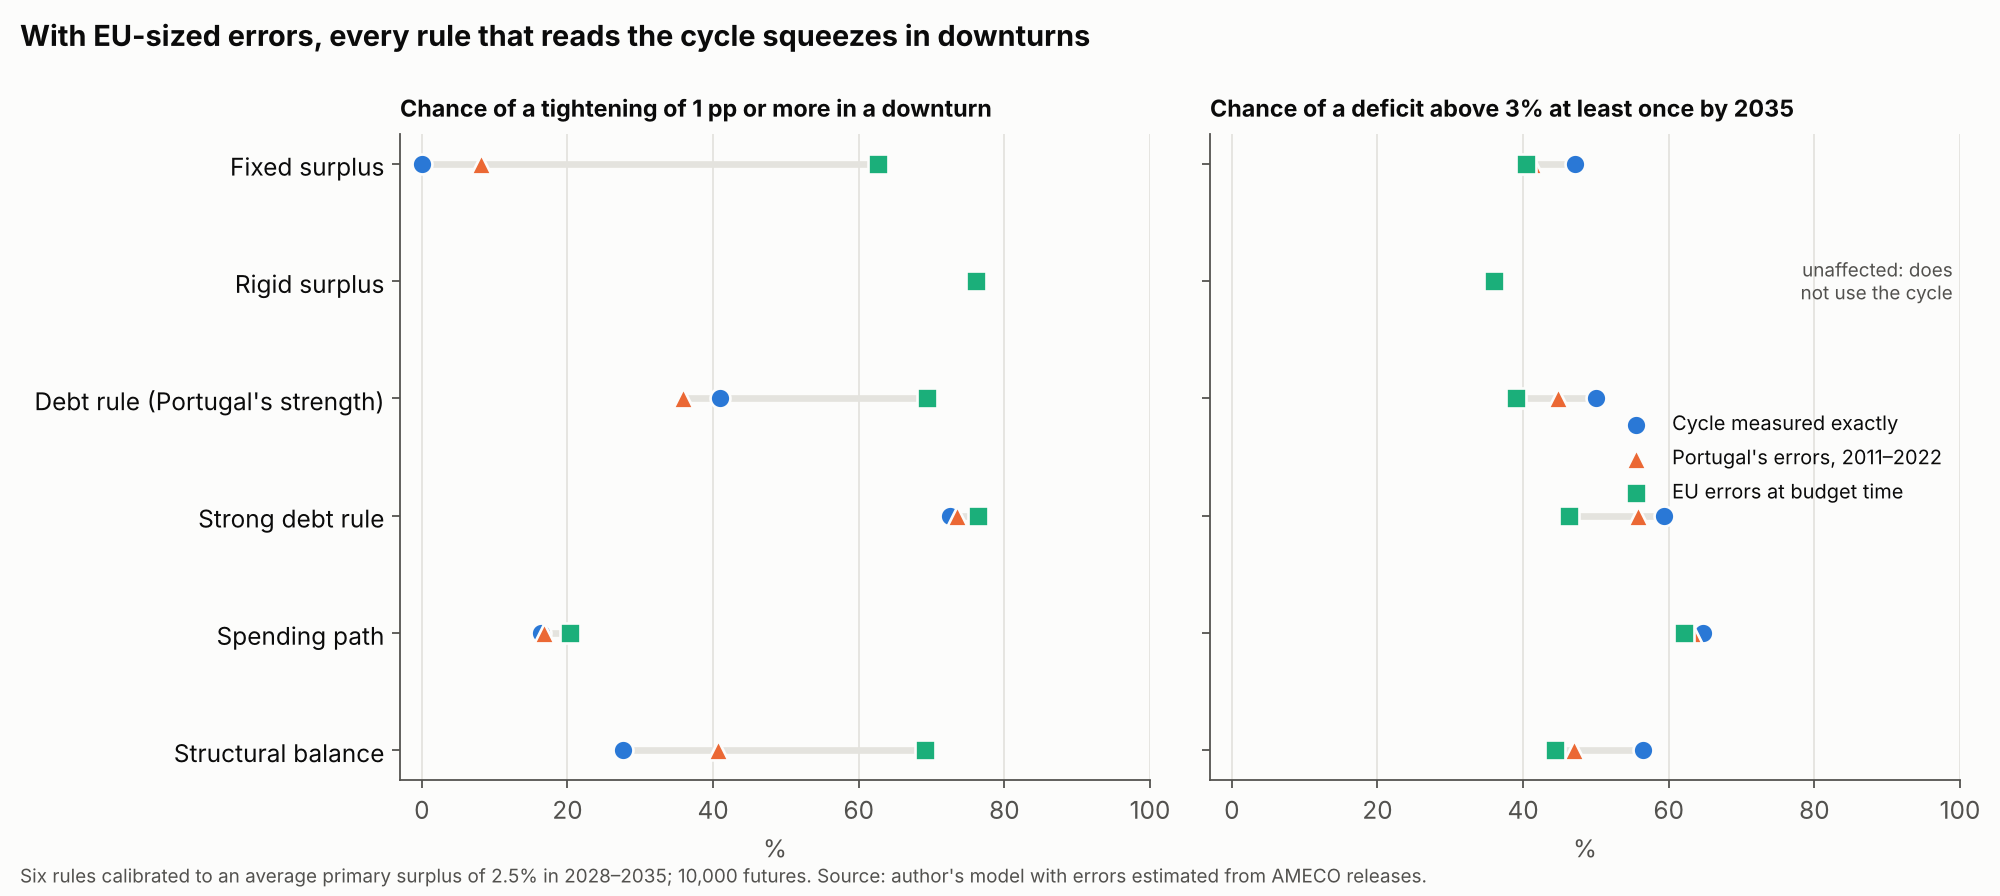 With EU-sized errors, every rule that reads the cycle squeezes in downturns
Chance of a tightening of 1 pp or more in a downturn
Chance of a deficit above 3% at least once by 2035
Fixed surplus
Rigid surplus
Debt rule (Portugal's strength)
Strong debt rule
Spending path
Structural balance
unaffected: does
not use the cycle
Cycle measured exactly
Portugal's errors, 2011–2022
EU errors at budget time
0 20 40 60 80 100
0 20 40 60 80 100
%
%
Six rules calibrated to an average primary surplus of 2.5% in 2028–2035; 10,000 futures. Source: author's model with errors estimated from AMECO releases.